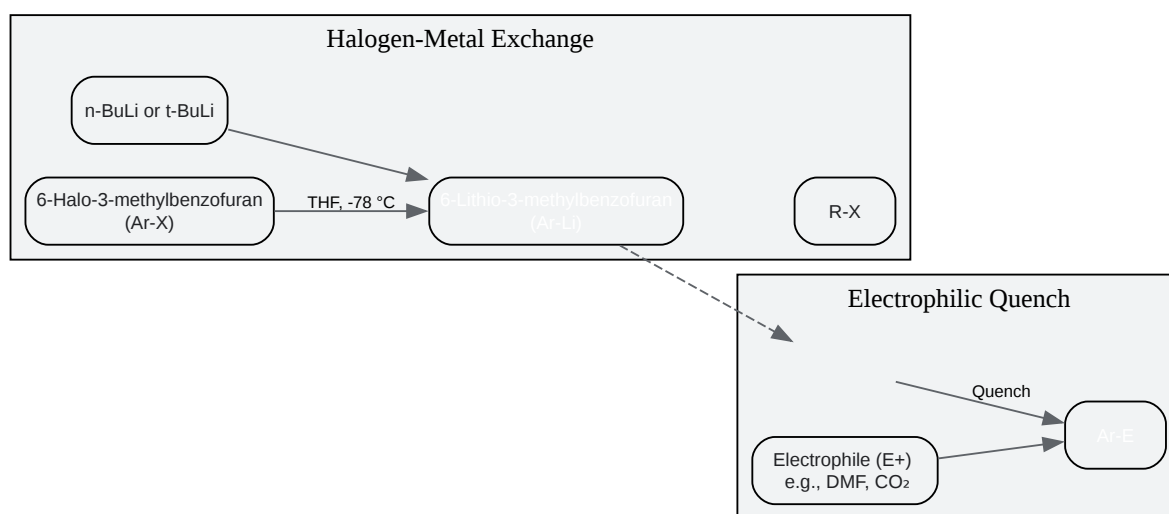 Halogen-Metal Exchange
n-BuLi or t-BuLi
6-Halo-3-methylbenzofuran
(Ar-X)
THF, -78 °C
6-Lithio-3-methylbenzofuran
(Ar-Li)
R-X
Electrophilic Quench
Quench
Ar-E
Electrophile (E+)
e.g., DMF, CO₂